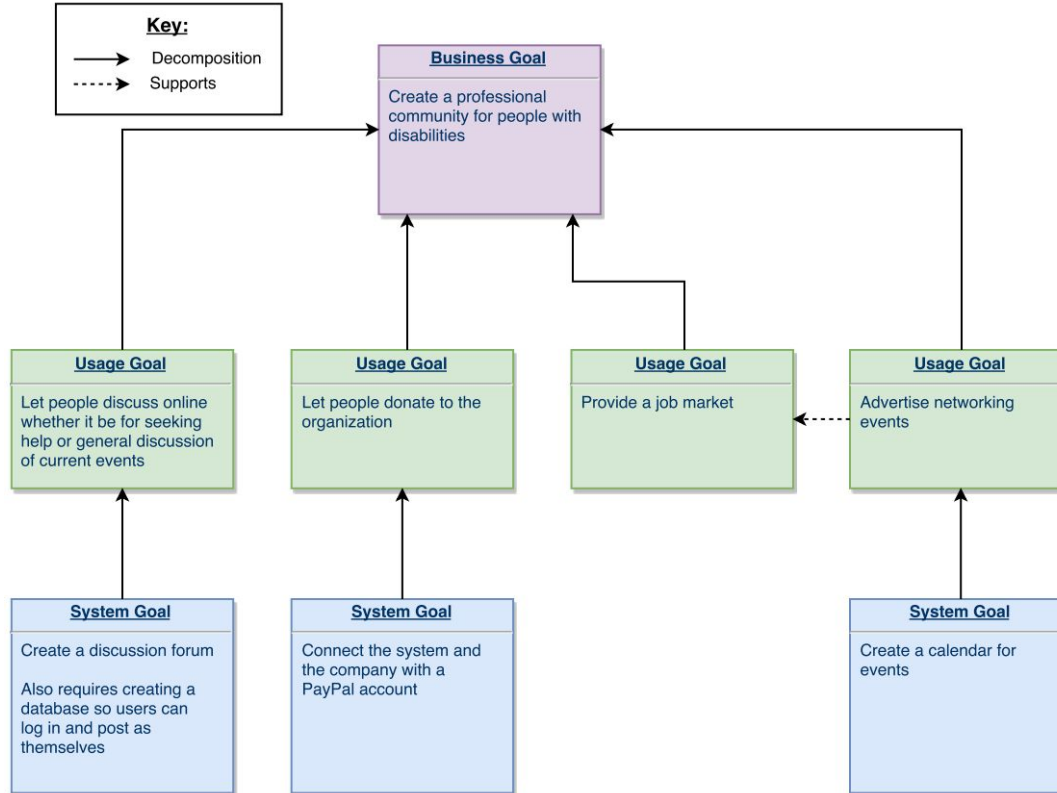 Key:
Decomposition
Supports
Business Goal
Create a professional
community for people with
disabilities
Usage Goal
Let people discuss online
whether it be for seeking
help or general discussion
of current events
Usage Goal
Let people donate to the
organization
Usage Goal
Provide a job market
Usage Goal
Advertise networking
events
System Goal
Create a discussion forum
Also requires creating a
database so users can
log in and post as
themselves
System Goal
Connect the system and
the company with a
PayPal account
System Goal
Create a calendar for
events